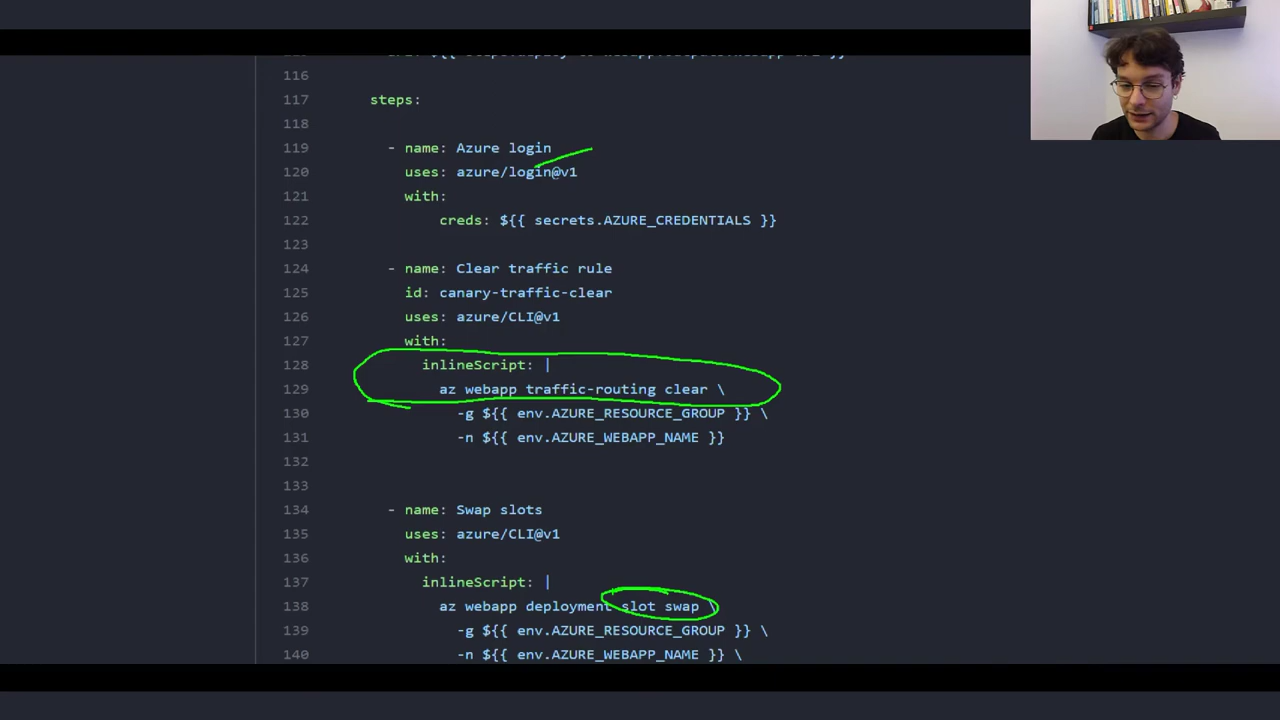 116
117 steps:
118
119 - name: Azure login
120 uses: azure/login@v1
121 with:
122 creds: ${{ secrets.AZURE_CREDENTIALS }}
123
124 - name: Clear traffic rule
125 id: canary-traffic-clear
126 uses: azure/CLI@v1
127 with:
128 inlineScript: |
129 az webapp traffic-routing clear \
130 -g ${{ env.AZURE_RESOURCE_GROUP }} \
131 -n ${{ env.AZURE_WEBAPP_NAME }}
132
133
134 - name: Swap slots
135 uses: azure/CLI@v1
136 with:
137 inlineScript: |
138 az webapp deployment slot swap \
139 -g ${{ env.AZURE_RESOURCE_GROUP }} \
140 -n ${{ env.AZURE_WEBAPP_NAME }} \